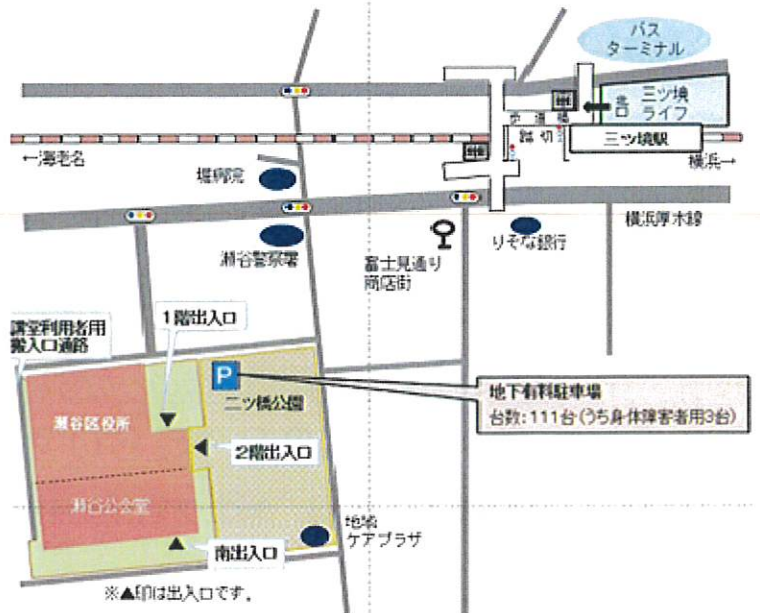 バス
ターミナル
北口
三ツ境
ライフ
歩道橋
踏切
三ツ境駅
←海老名
横浜→
堀病院
横浜厚木線
瀬谷警察署
富士見通り
商店街
りそな銀行
講堂利用者用
搬入口通路
1階出入口
P
二ツ橋公園
地下有料駐車場
台数:111台(うち身体障害者用3台)
瀬谷区役所
2階出入口
瀬谷公会堂
南出入口
地域
ケアプラザ
※▲印は出入口です。